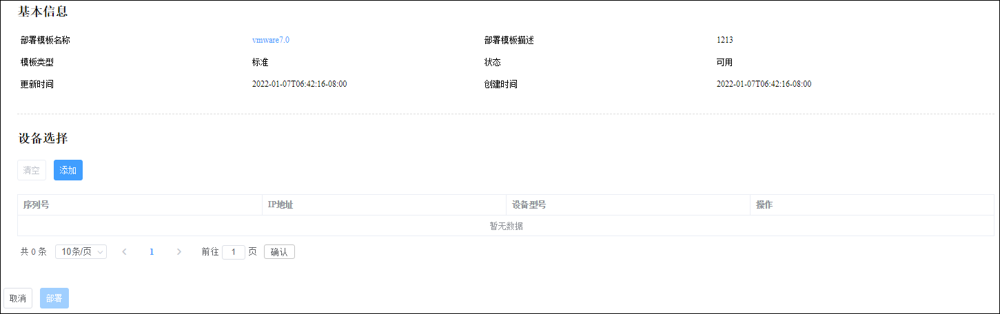 基本信息
部署模板名称 vmware7.0 部署模板描述 1213
模板类型 标准 状态 可用
更新时间 2022-01-07T06:42:16-08:00 创建时间 2022-01-07T06:42:16-08:00
设备选择
清空 添加
序列号 IP地址 设备型号 操作
暂无数据
共 0 条 10条/页 1 前往 1 页 确认
取消 部署